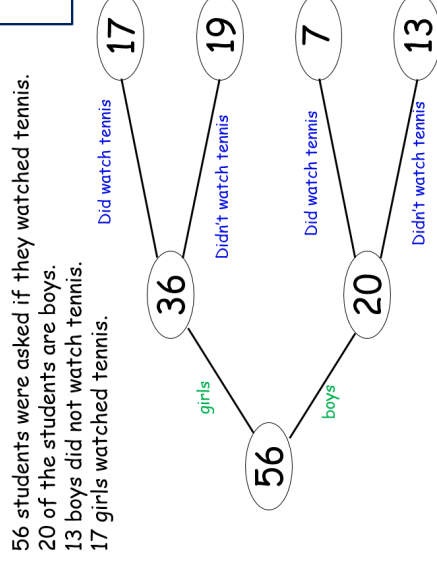 56 students were asked if they watched tennis.
20 of the students are boys.
13 boys did not watch tennis.
17 girls watched tennis.
56
girls
boys
36
20
Did watch tennis
Didn't watch tennis
Did watch tennis
Didn't watch tennis
17
19
7
13